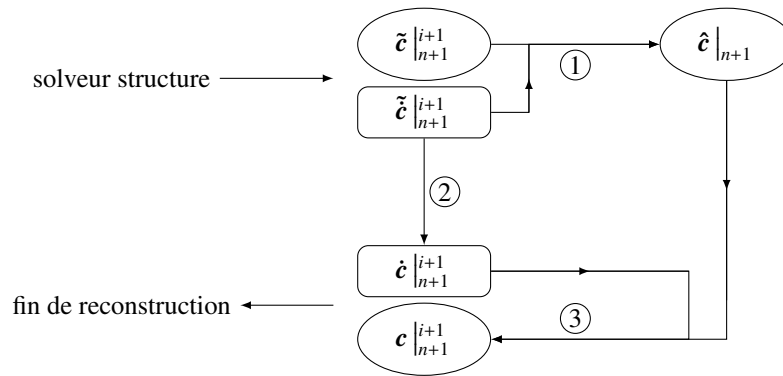 c̃ |ⁱ⁺¹ₙ₊₁
ĉ |ₙ₊₁
①
solveur structure
c̃̇ |ⁱ⁺¹ₙ₊₁
②
ċ |ⁱ⁺¹ₙ₊₁
fin de reconstruction
③
c |ⁱ⁺¹ₙ₊₁